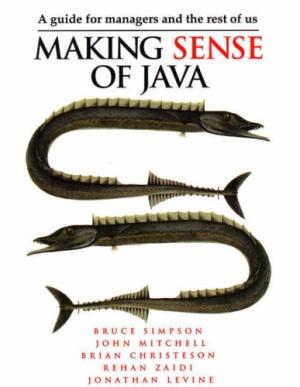 A guide for managers and the rest of us
MAKING SENSE
OF JAVA
BRUCE SIMPSON
JOHN MITCHELL
BRIAN CHRISTESON
REHAN ZAIDI
JONATHAN LEVINE